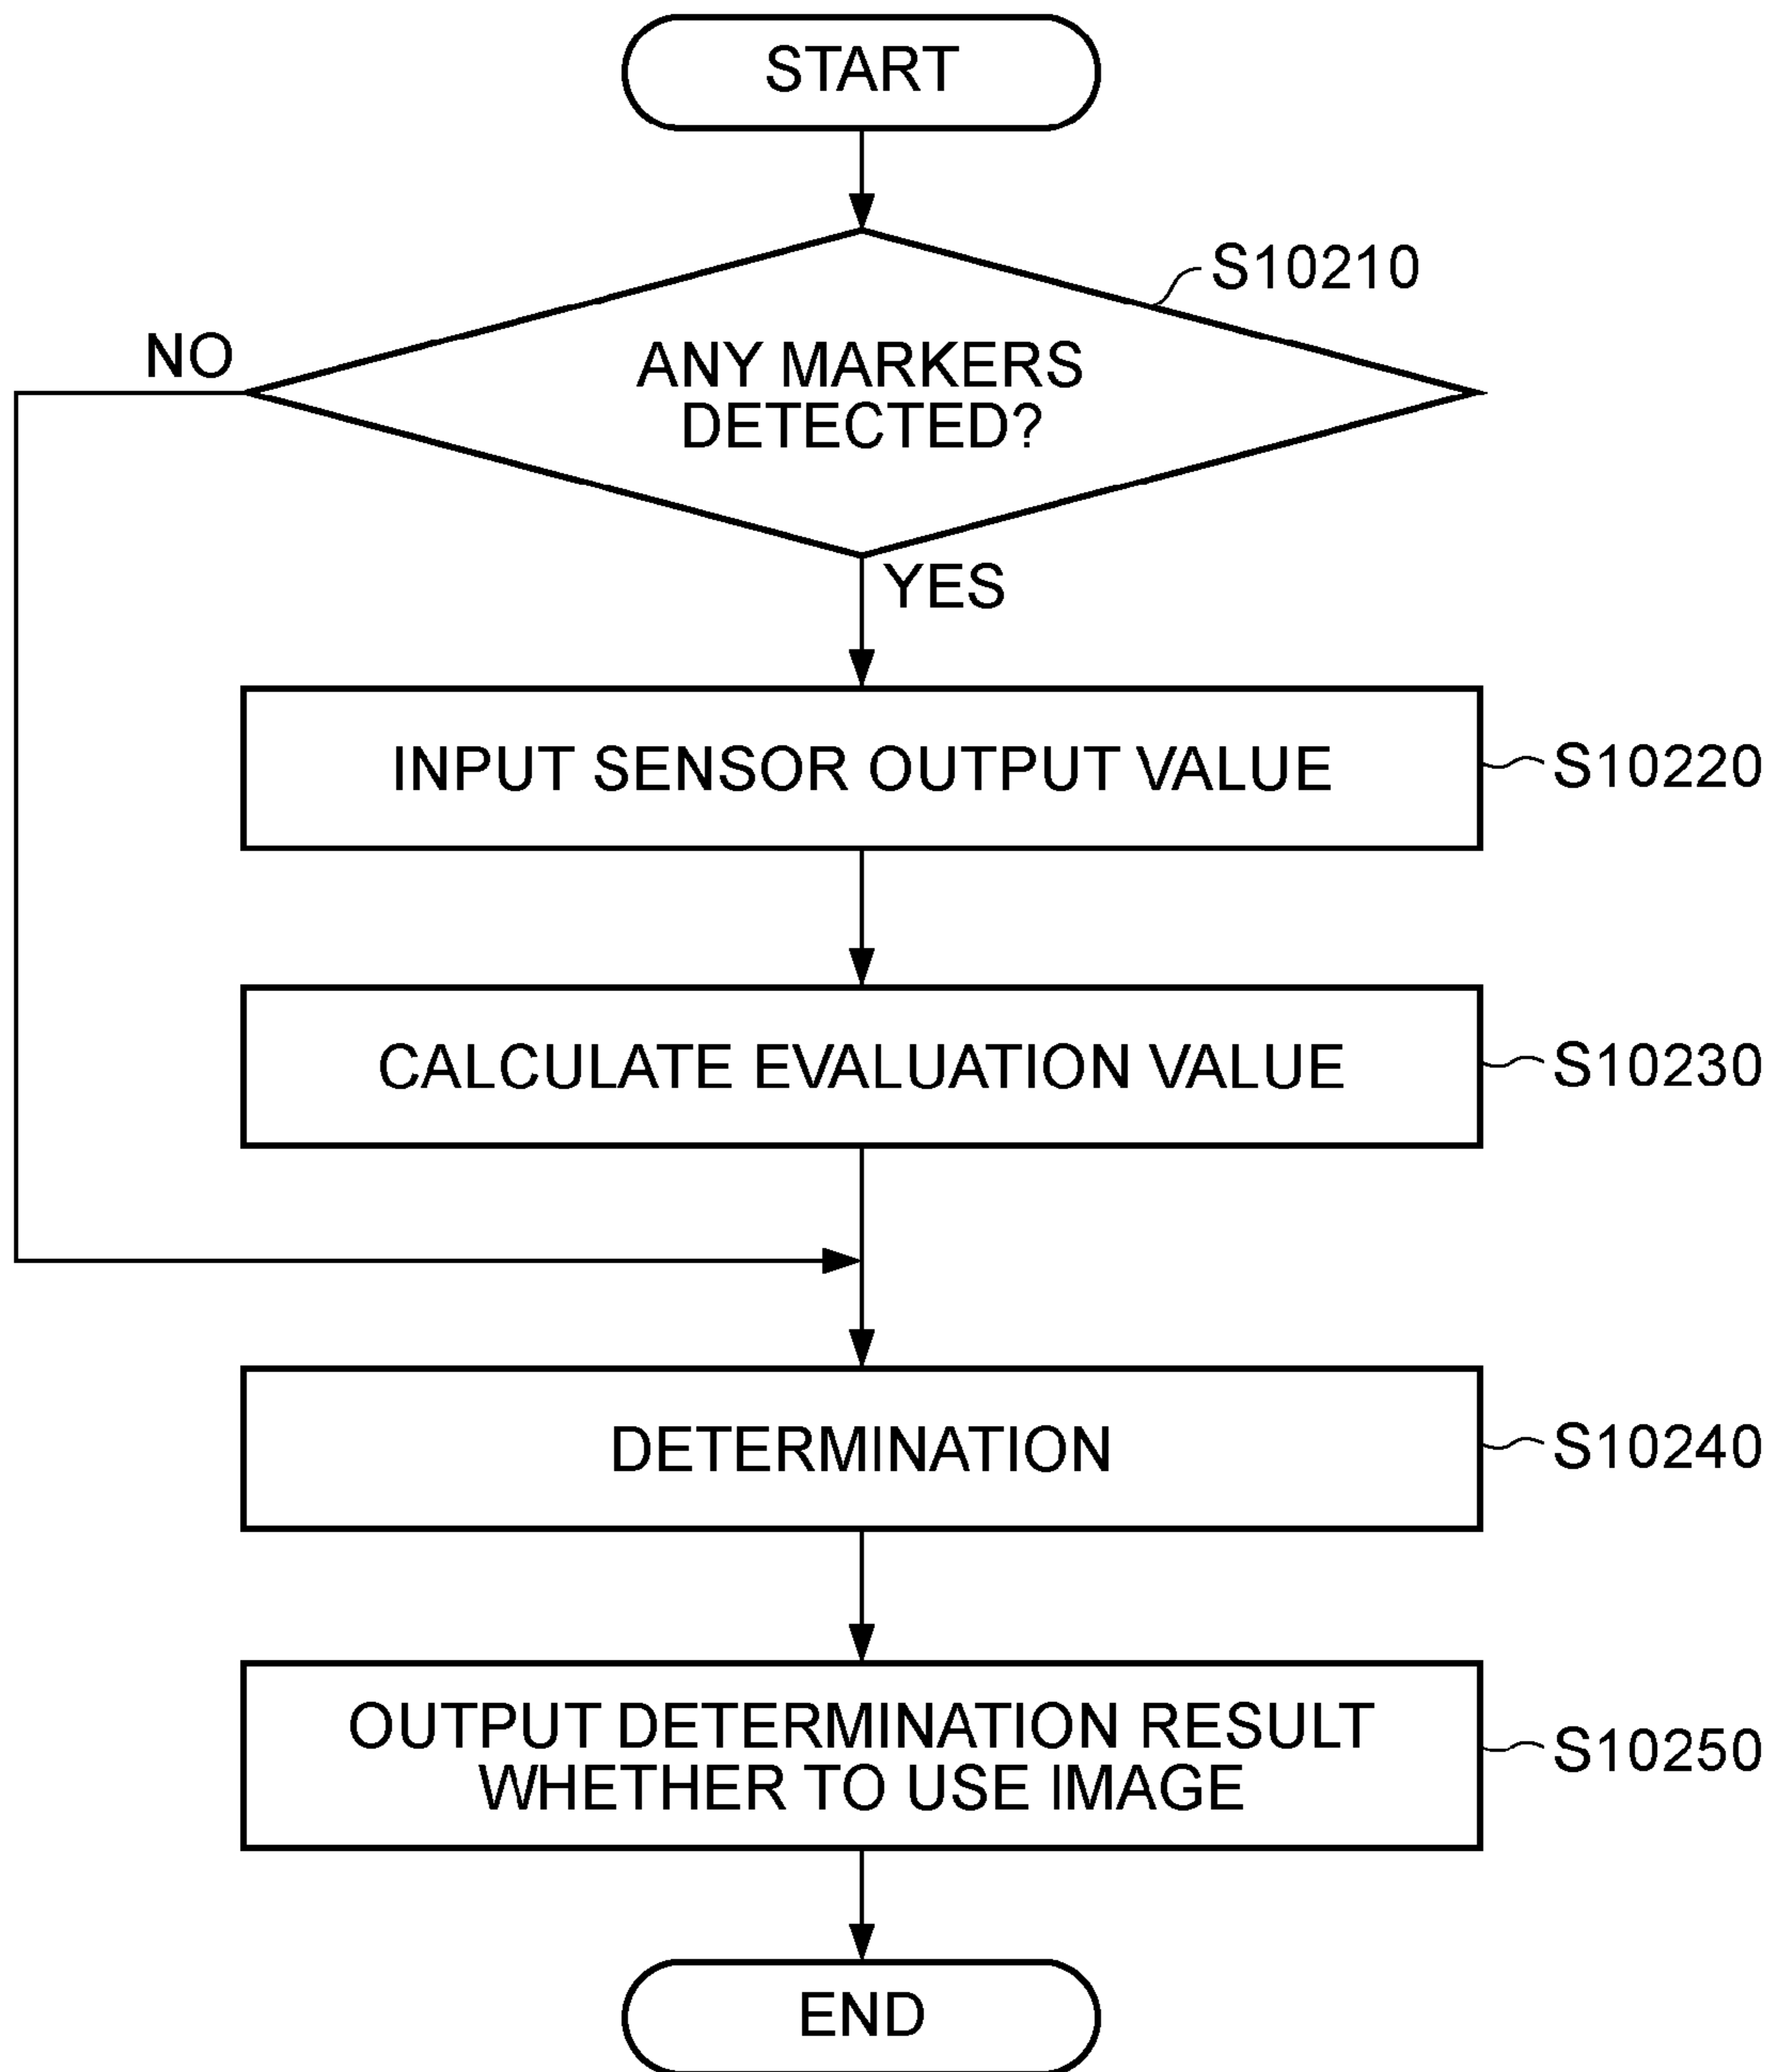 START
S10210
NO
ANY MARKERS
DETECTED?
YES
INPUT SENSOR OUTPUT VALUE
S10220
CALCULATE EVALUATION VALUE
S10230
DETERMINATION
S10240
OUTPUT DETERMINATION RESULT
WHETHER TO USE IMAGE
S10250
END